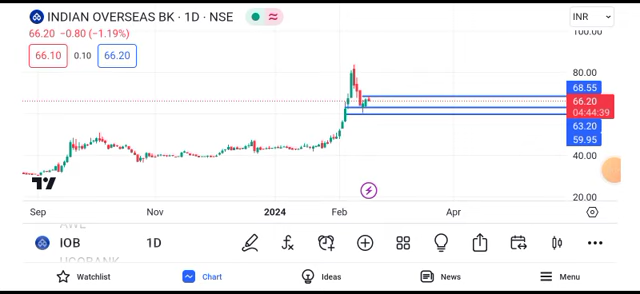 INDIAN OVERSEAS BK · 1D · NSE
INR
66.20 −0.80 (−1.19%)
100.00
66.10 0.10 66.20
80.00
68.55
66.20
04:44:39
63.20
59.95
40.00
20.00
Sep Nov 2024 Feb Apr
IOB 1D
UCOBANK
Watchlist Chart Ideas News Menu